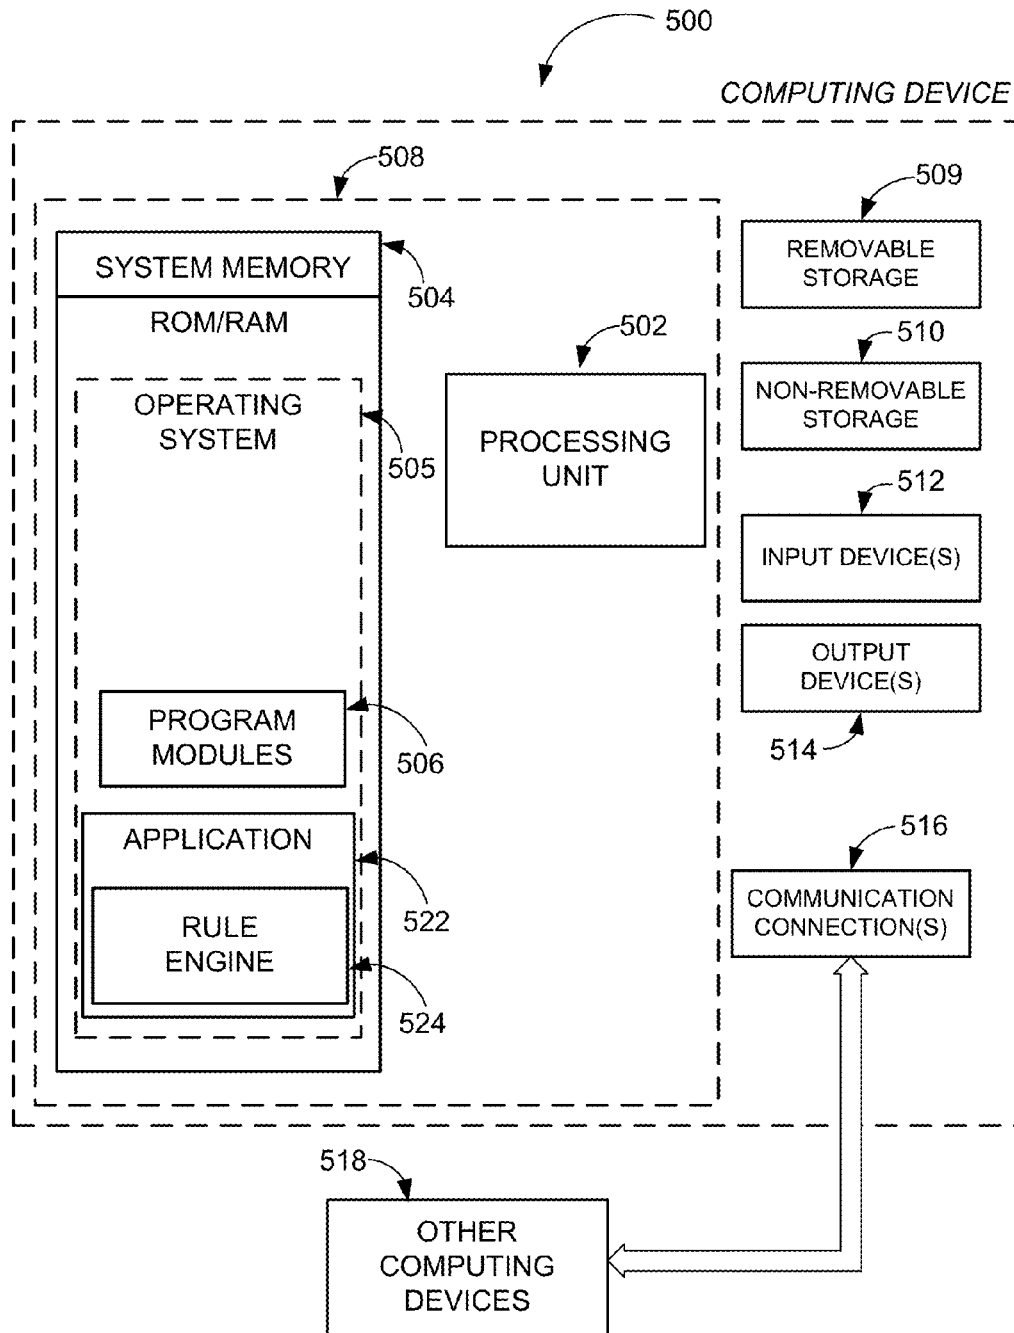 500
COMPUTING DEVICE
508
509
SYSTEM MEMORY
504
REMOVABLE
STORAGE
ROM/RAM
502
510
OPERATING
SYSTEM
505
PROCESSING
UNIT
NON-REMOVABLE
STORAGE
512
INPUT DEVICE(S)
OUTPUT
DEVICE(S)
514
PROGRAM
MODULES
506
APPLICATION
522
516
RULE
ENGINE
524
COMMUNICATION
CONNECTION(S)
518
OTHER
COMPUTING
DEVICES